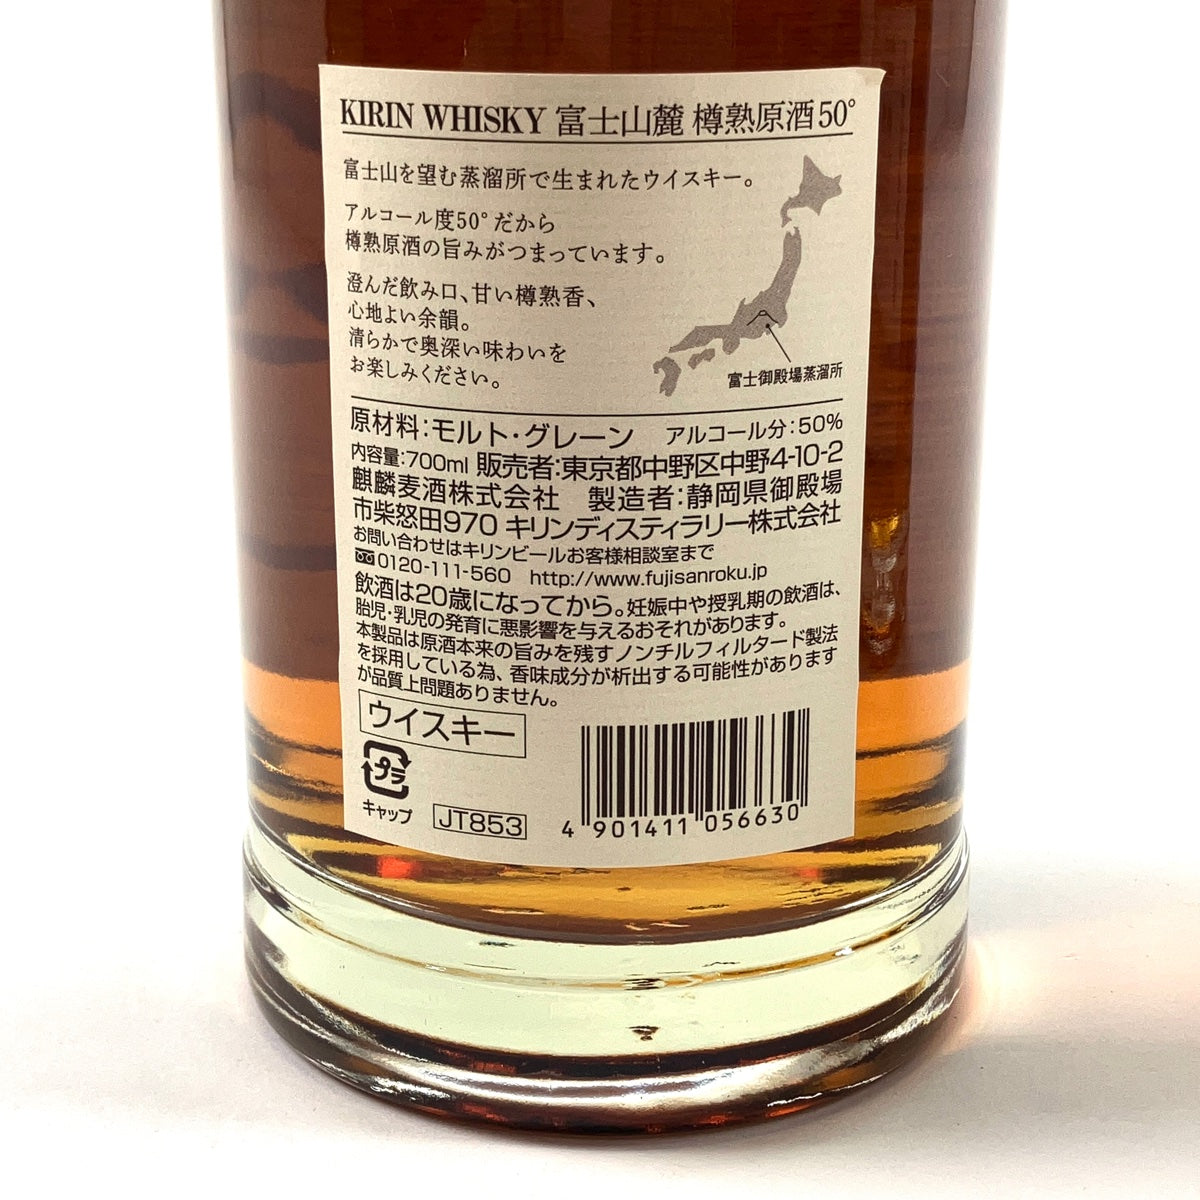 KIRIN WHISKY 富士山麓 樽熟原酒50°
富士山を望む蒸溜所で生まれたウイスキー。
アルコール度50°だから
樽熟原酒の旨みがつまっています。
澄んだ飲み口、甘い樽熟香、
心地よい余韻。
清らかで奥深い味わいを
お楽しみください。
富士御殿場蒸溜所
原材料:モルト・グレーン アルコール分:50%
内容量:700ml 販売者:東京都中野区中野4-10-2
麒麟麦酒株式会社 製造者:静岡県御殿場
市柴怒田970 キリンディスティラリー株式会社
お問い合わせはキリンビールお客様相談室まで
0120-111-560 http://www.fujisanroku.jp
飲酒は20歳になってから。妊娠中や授乳期の飲酒は、
胎児・乳児の発育に悪影響を与えるおそれがあります。
本製品は原酒本来の旨みを残すノンチルフィルタード製法
を採用している為、香味成分が析出する可能性があります
が品質上問題ありません。
ウイスキー
プラ
キャップ
JT853
4 901411 056630